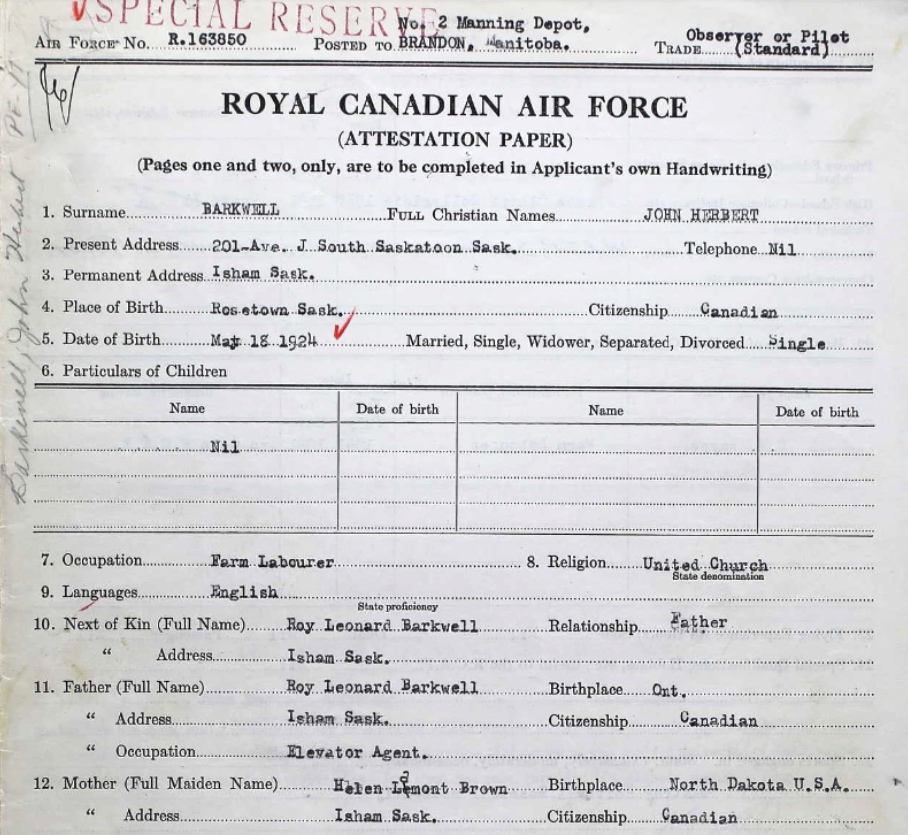 SPECIAL RESERVE
No. 2 Manning Depot,
AIR FORCE No. R.163850 POSTED TO BRANDON, Manitoba. TRADE Observer or Pilot (Standard)
ROYAL CANADIAN AIR FORCE
(ATTESTATION PAPER)
(Pages one and two, only, are to be completed in Applicant's own Handwriting)
1. Surname BARKWELL FULL Christian Names JOHN HERBERT
2. Present Address 201-Ave. J South Saskatoon Sask. Telephone Nil
3. Permanent Address Isham Sask.
4. Place of Birth Rosetown Sask. Citizenship Canadian
5. Date of Birth 18 1924 Married, Single, Widower, Separated, Divorced Single
6. Particulars of Children
Name Date of birth Name Date of birth
Nil
7. Occupation Farm Labourer 8. Religion United Church
State denomination
9. Languages English
State proficiency
10. Next of Kin (Full Name) Roy Leonard Barkwell Relationship Father
" Address Isham Sask.
11. Father (Full Name) Roy Leonard Barkwell Birthplace Ont.
" Address Isham Sask. Citizenship Canadian
" Occupation Elevator Agent.
12. Mother (Full Maiden Name) Helen Lamont Brown Birthplace North Dakota U.S.A.
" Address Isham Sask. Citizenship Canadian
Barkwell, John Herbert